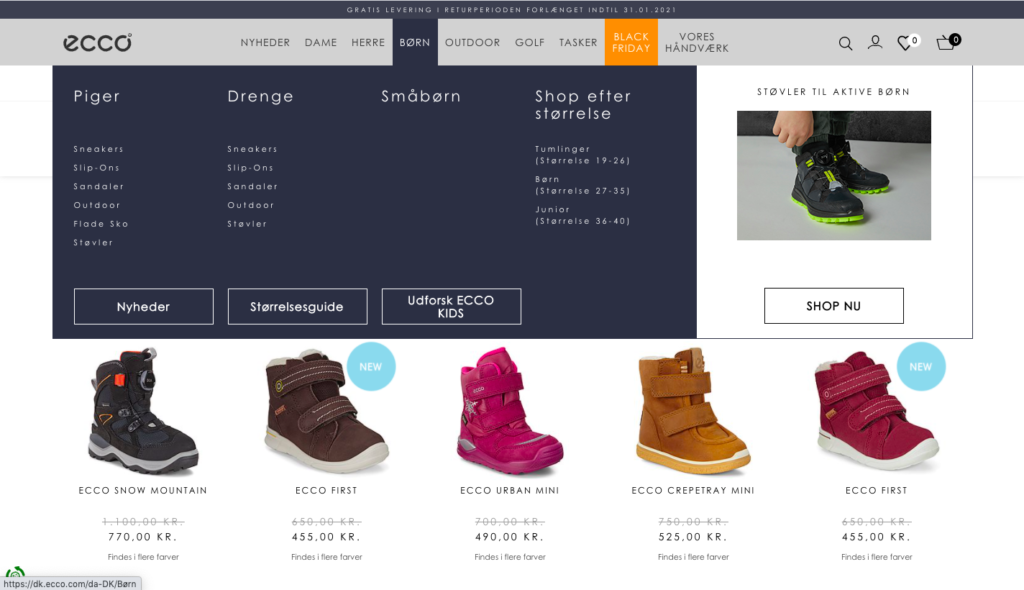 GRATIS LEVERING I RETURPERIODEN FORLÆNGET INDTIL 31.01.2021
ecco
NYHEDER DAME HERRE BØRN OUTDOOR GOLF TASKER BLACK FRIDAY VORES HÅNDVÆRK 0 0
Piger
Sneakers
Slip-Ons
Sandaler
Outdoor
Flade Sko
Støvler
Drenge
Sneakers
Slip-Ons
Sandaler
Outdoor
Støvler
Småbørn
Shop efter
størrelse
Tumlinger
(Størrelse 19-26)
Børn
(Størrelse 27-35)
Junior
(Størrelse 36-40)
Nyheder
Størrelsesguide
Udforsk ECCO
KIDS
STØVLER TIL AKTIVE BØRN
SHOP NU
ECCO SNOW MOUNTAIN
1.100,00 KR.
770,00 KR.
Findes i flere farver
NEW
ECCO FIRST
650,00 KR.
455,00 KR.
Findes i flere farver
ECCO URBAN MINI
700,00 KR.
490,00 KR.
Findes i flere farver
ECCO CREPETRAY MINI
750,00 KR.
525,00 KR.
Findes i flere farver
NEW
ECCO FIRST
650,00 KR.
455,00 KR.
Findes i flere farver
https://dk.ecco.com/da-DK/Børn